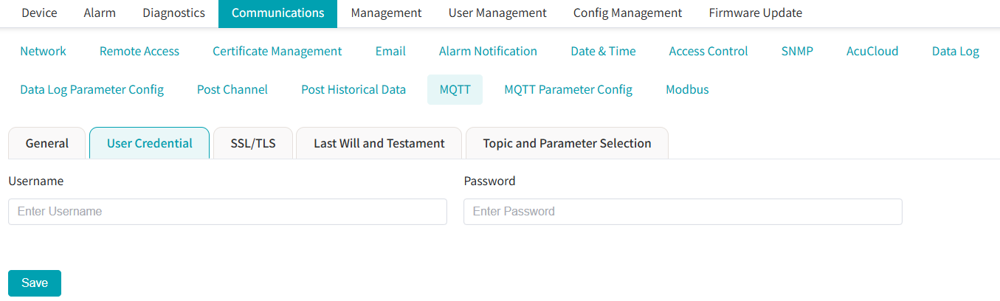 Device Alarm Diagnostics Communications Management User Management Config Management Firmware Update
Network Remote Access Certificate Management Email Alarm Notification Date & Time Access Control SNMP AcuCloud Data Log
Data Log Parameter Config Post Channel Post Historical Data MQTT MQTT Parameter Config Modbus
General User Credential SSL/TLS Last Will and Testament Topic and Parameter Selection
Username Password
Enter Username Enter Password
Save